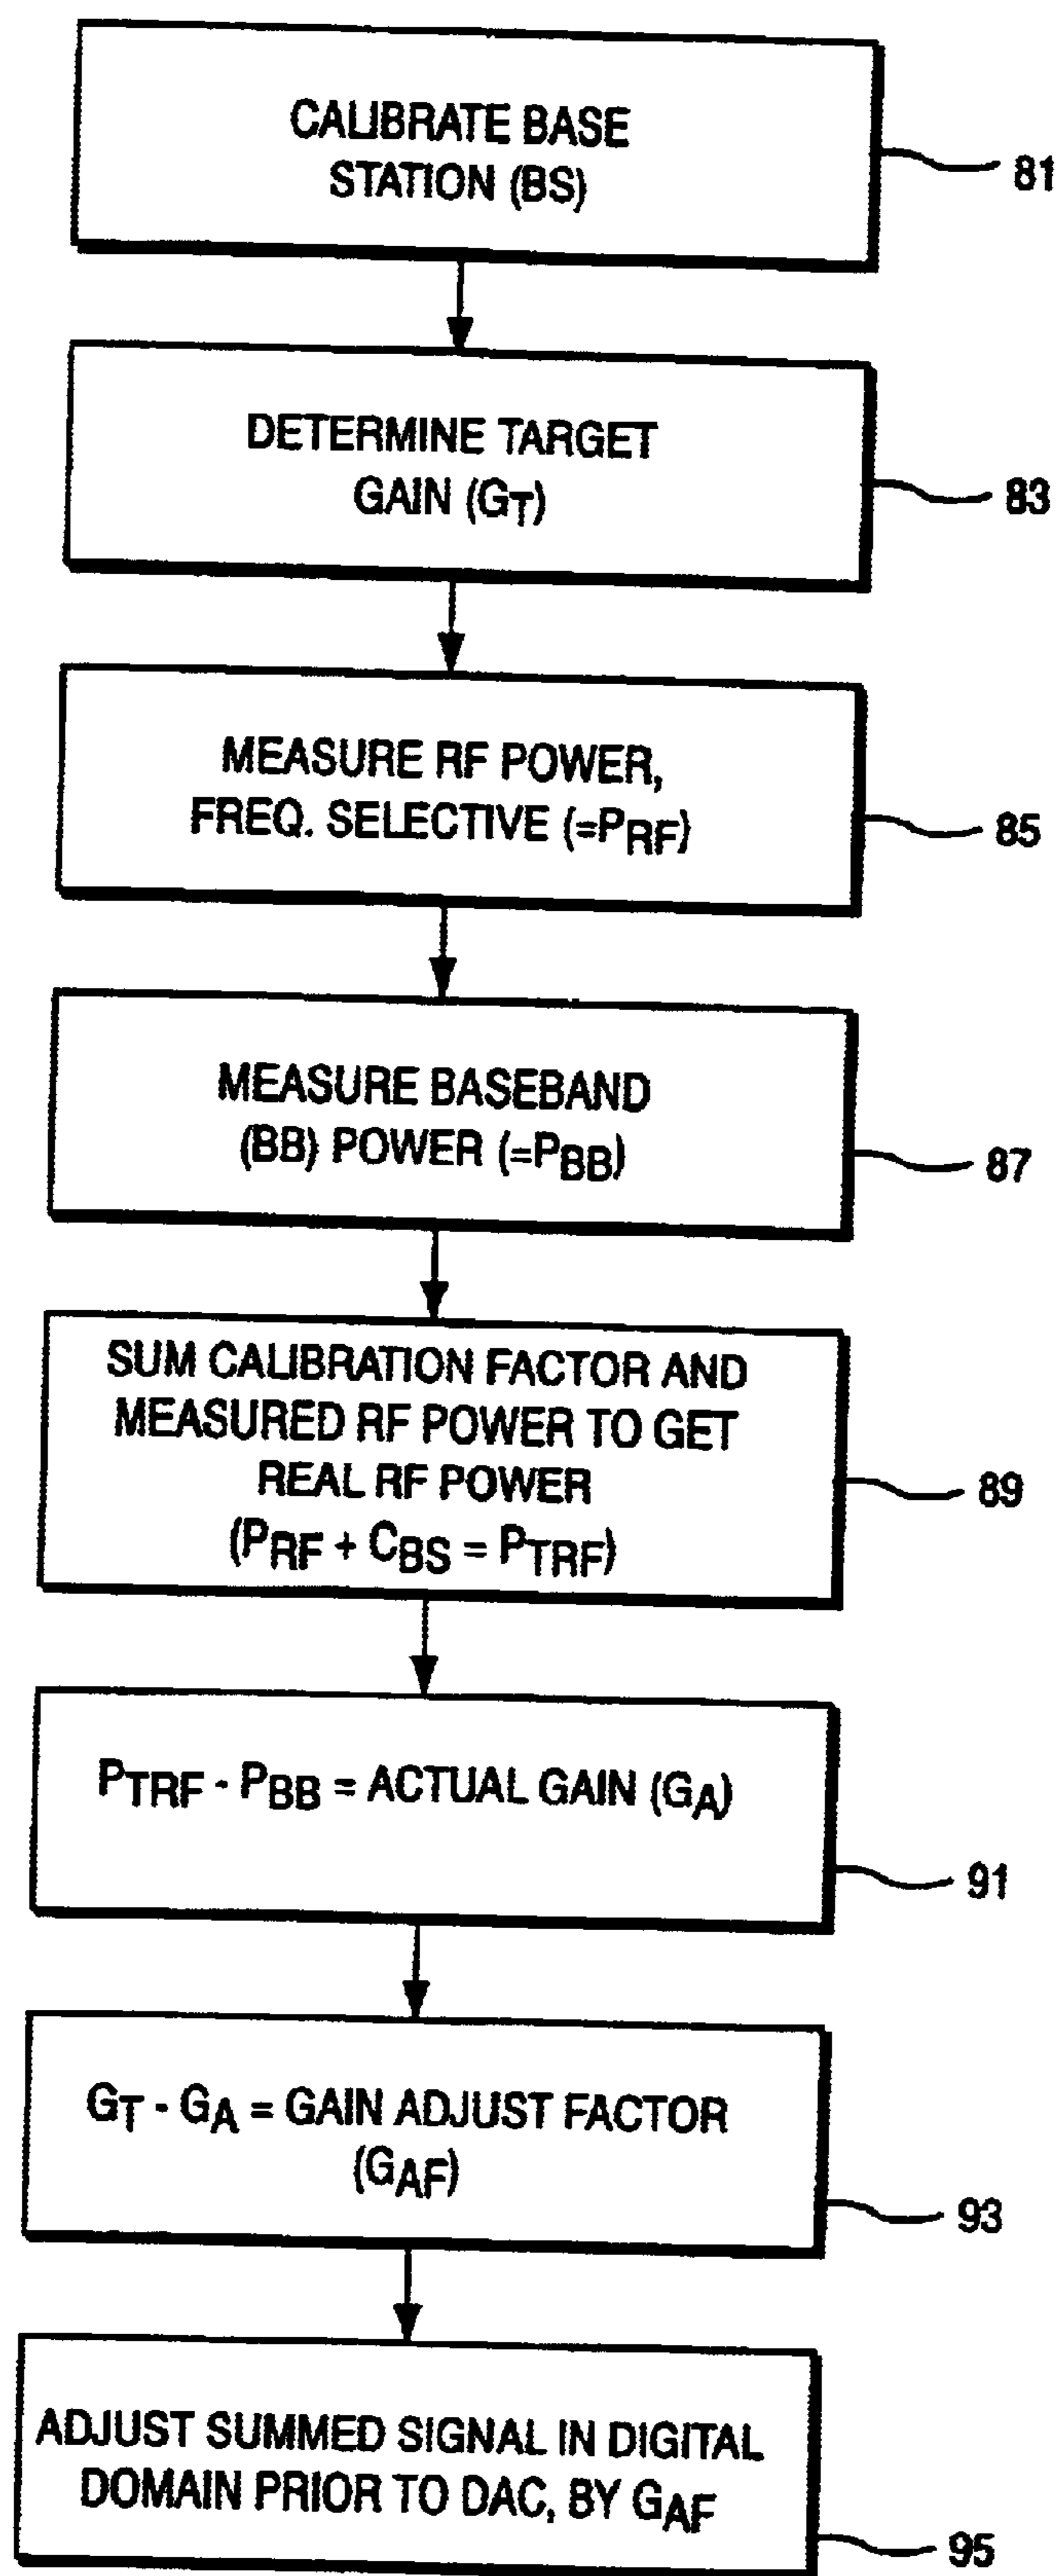 CALIBRATE BASE
STATION (BS)
81
DETERMINE TARGET
GAIN (GT)
83
MEASURE RF POWER,
FREQ. SELECTIVE (=PRF)
85
MEASURE BASEBAND
(BB) POWER (=PBB)
87
SUM CALIBRATION FACTOR AND
MEASURED RF POWER TO GET
REAL RF POWER
(PRF + CBS = PTRF)
89
PTRF - PBB = ACTUAL GAIN (GA)
91
GT - GA = GAIN ADJUST FACTOR
(GAF)
93
ADJUST SUMMED SIGNAL IN DIGITAL
DOMAIN PRIOR TO DAC, BY GAF
95